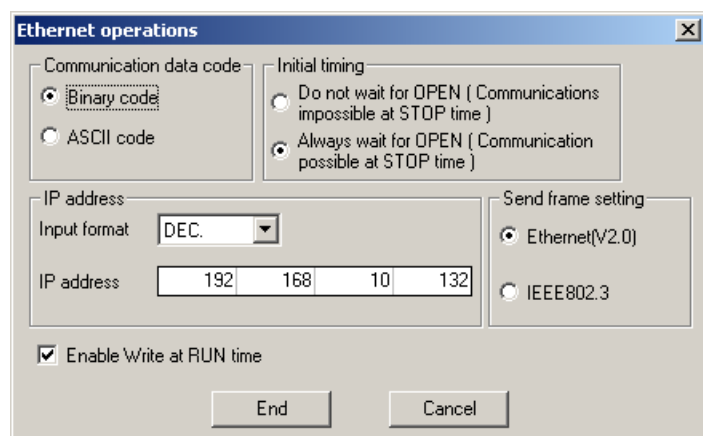 Ethernet operations
Communication data code
Binary code
ASCII code
Initial timing
Do not wait for OPEN ( Communications
impossible at STOP time )
Always wait for OPEN ( Communication
possible at STOP time )
IP address
Input format DEC.
IP address 192 168 10 132
Send frame setting
Ethernet(V2.0)
IEEE802.3
Enable Write at RUN time
End Cancel